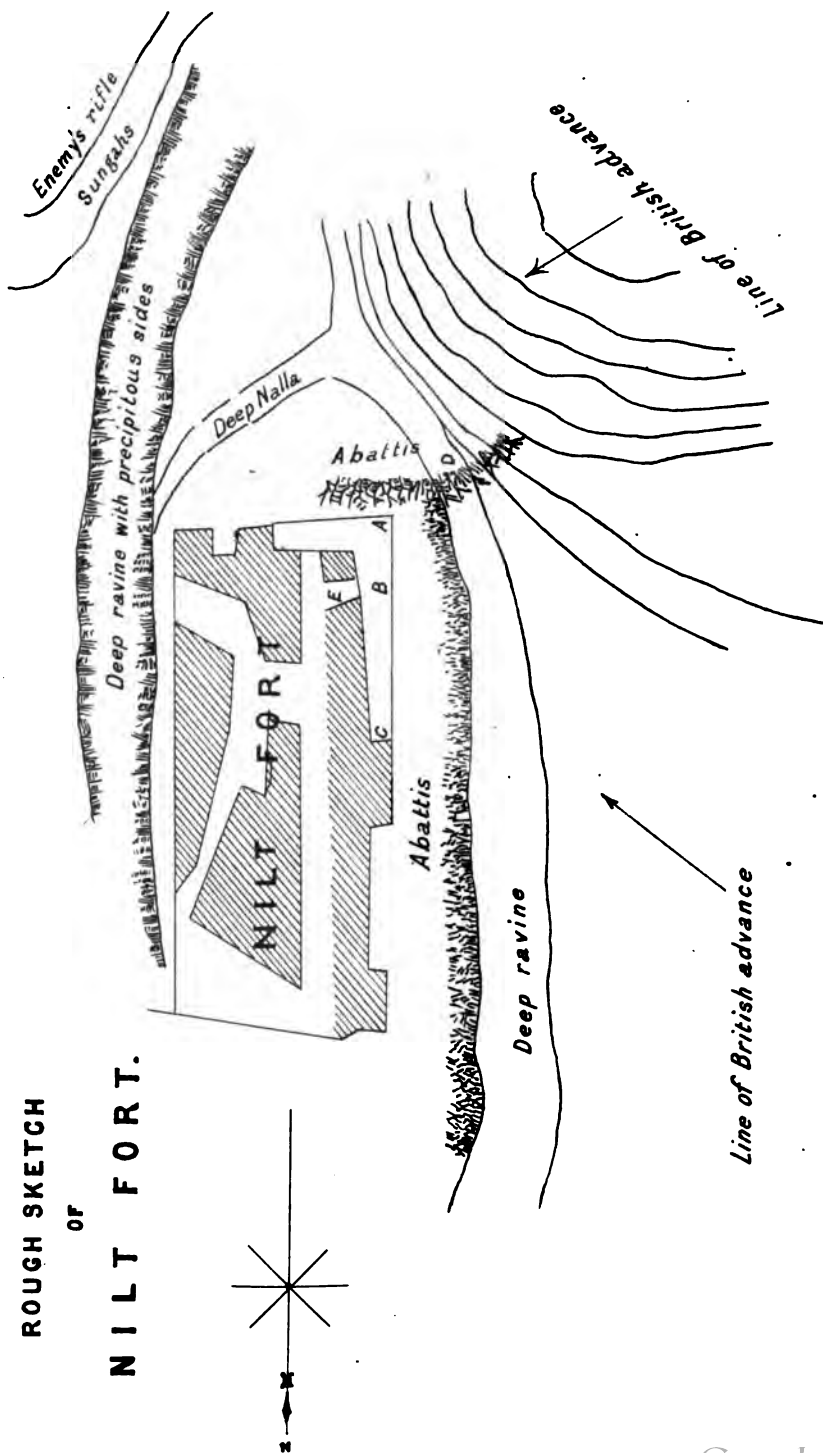 ROUGH SKETCH
OF
NILT FORT.
N
Enemy's rifle
Sungahs
Deep ravine with precipitous sides
Deep Nalla
Abattis
NILT FORT
A
B
C
D
E
Abattis
Deep ravine
Line of British advance
Line of British advance